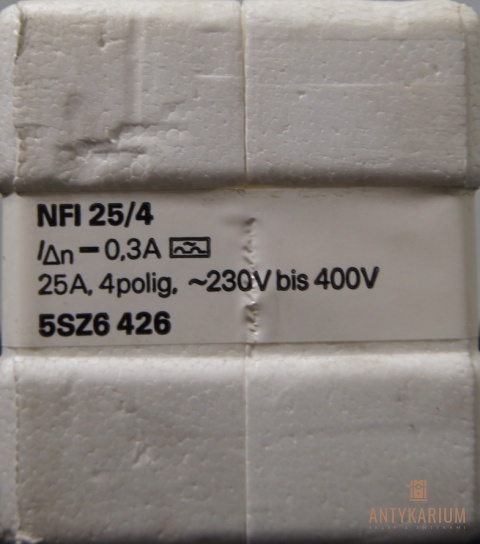 NFI 25/4
IΔn = 0,3A
25A, 4polig, ~230V bis 400V
5SZ6 426
ANTYKARIUM